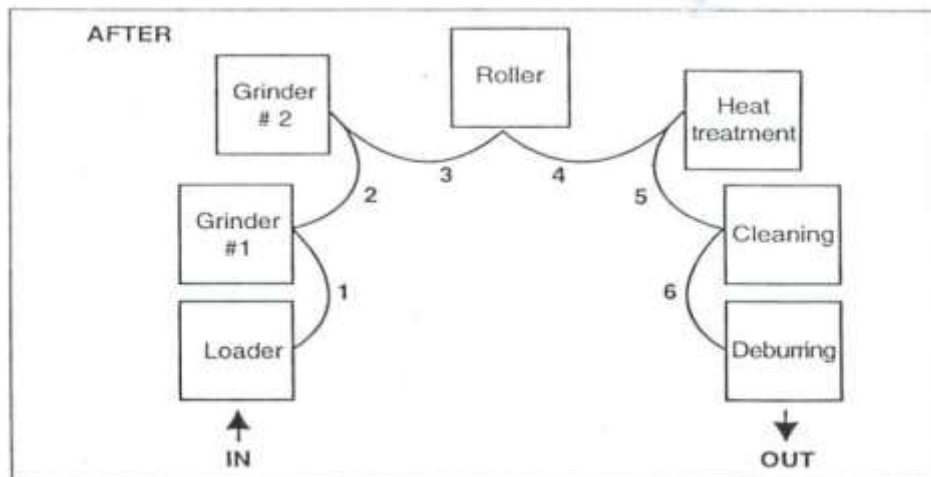 AFTER
Grinder
# 2
Roller
Heat
treatment
3
4
2
5
Grinder
#1
Cleaning
1
6
Loader
Deburring
IN
OUT